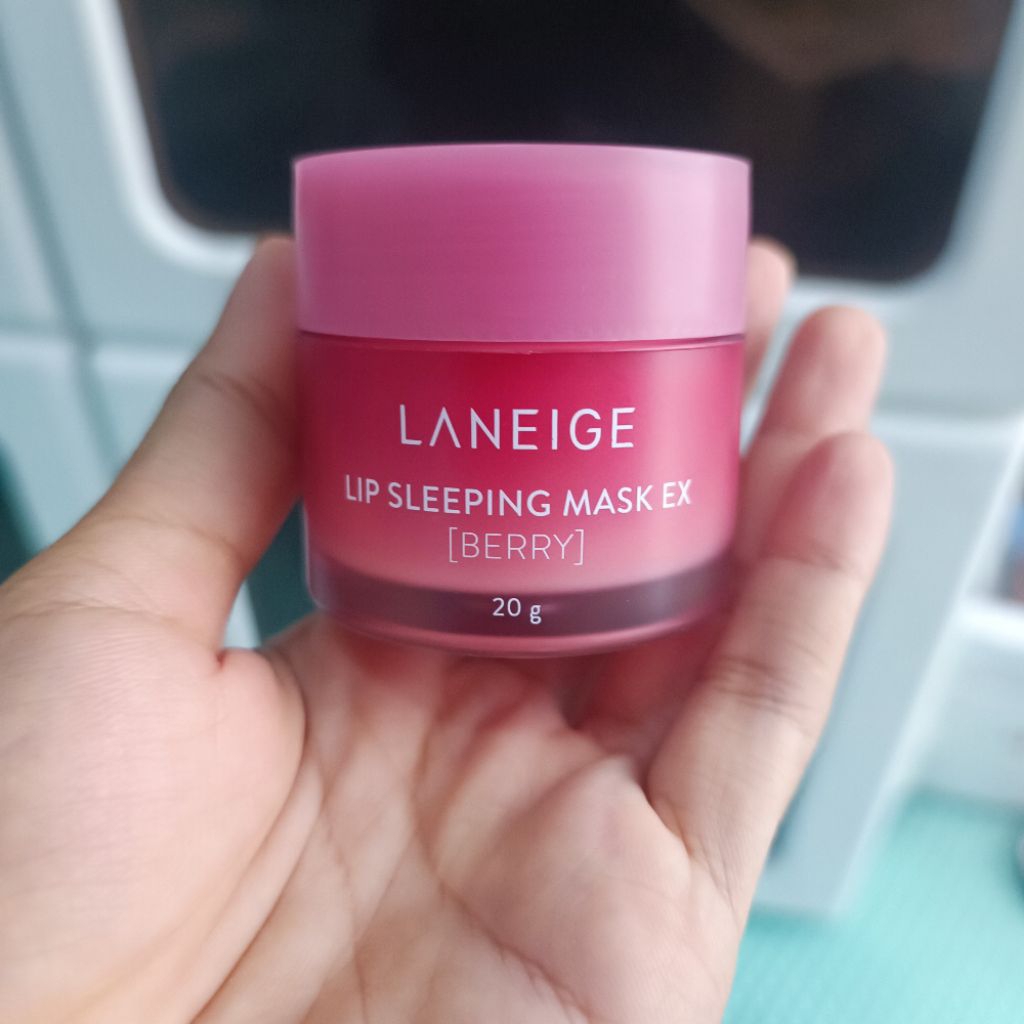 LANEIGE
LIP SLEEPING MASK EX
[BERRY]
20 g